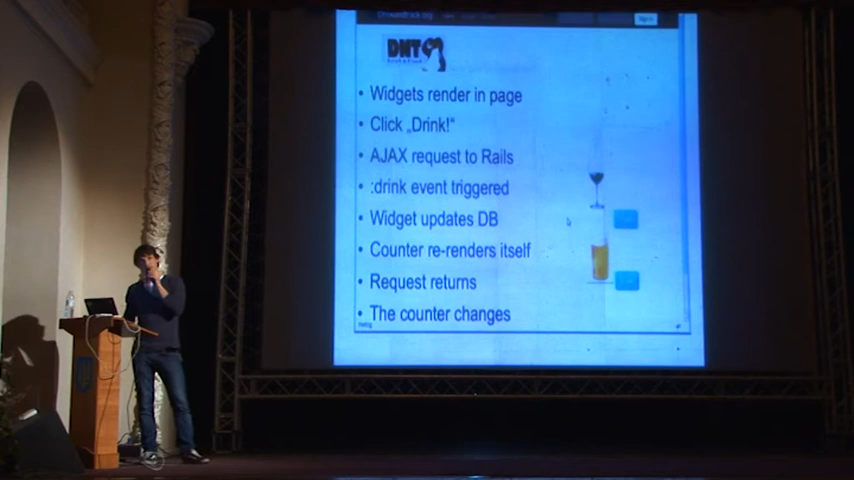 DNT
• Widgets render in page
• Click „Drink!“
• AJAX request to Rails
• :drink event triggered
• Widget updates DB
• Counter re-renders itself
• Request returns
• The counter changes